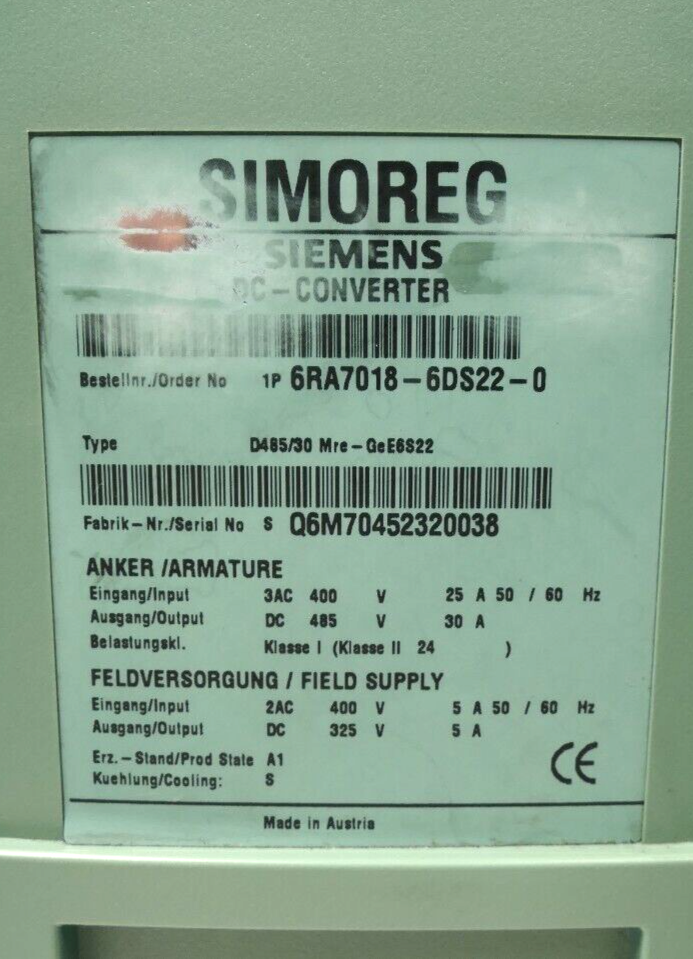 SIMOREG
SIEMENS
DC-CONVERTER
Bestellnr./Order No 1P 6RA7018-6DS22-0
Type D485/30 Mre-GeE6S22
Fabrik-Nr./Serial No S Q6M70452320038
ANKER /ARMATURE
Eingang/Input 3AC 400 V 25 A 50 / 60 Hz
Ausgang/Output DC 485 V 30 A
Belastungskl. Klasse I (Klasse II 24 )
FELDVERSORGUNG / FIELD SUPPLY
Eingang/Input 2AC 400 V 5 A 50 / 60 Hz
Ausgang/Output DC 325 V 5 A
Erz.-Stand/Prod State A1
Kuehlung/Cooling: S
CE
Made in Austria